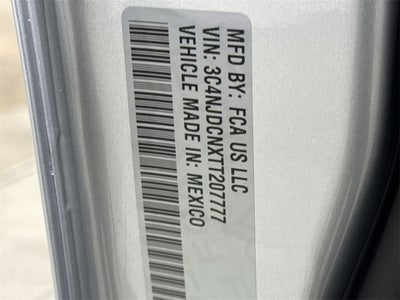 MFD BY: FCA US LLC
VIN: 3C4NJDCNXTT207777
VEHICLE MADE IN: MEXICO